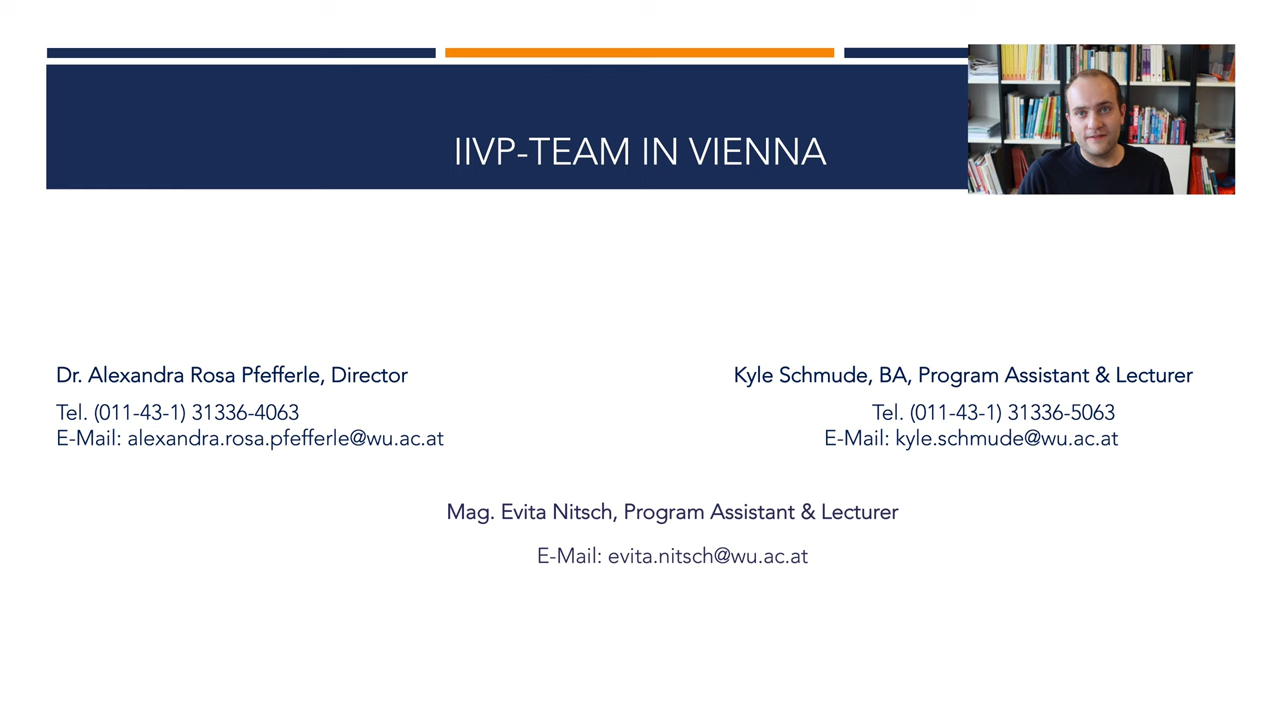 IIVP-TEAM IN VIENNA
Dr. Alexandra Rosa Pfefferle, Director
Tel. (011-43-1) 31336-4063
E-Mail: alexandra.rosa.pfefferle@wu.ac.at
Kyle Schmude, BA, Program Assistant & Lecturer
Tel. (011-43-1) 31336-5063
E-Mail: kyle.schmude@wu.ac.at
Mag. Evita Nitsch, Program Assistant & Lecturer
E-Mail: evita.nitsch@wu.ac.at